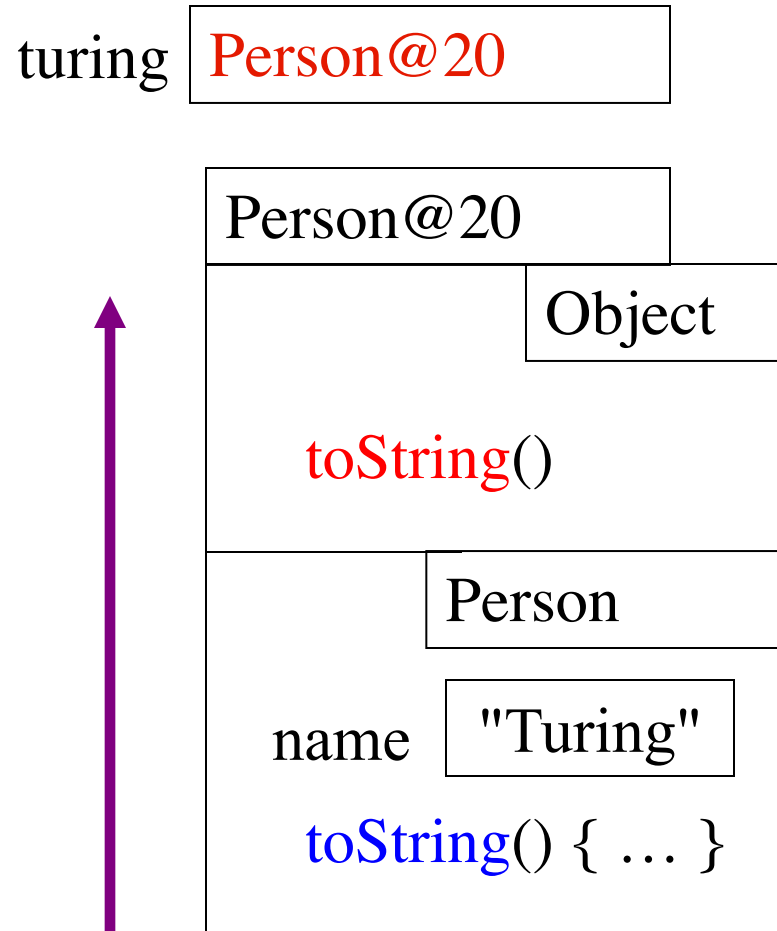 turing Person@20
Person@20
Object
toString()
Person
name "Turing"
toString() { … }